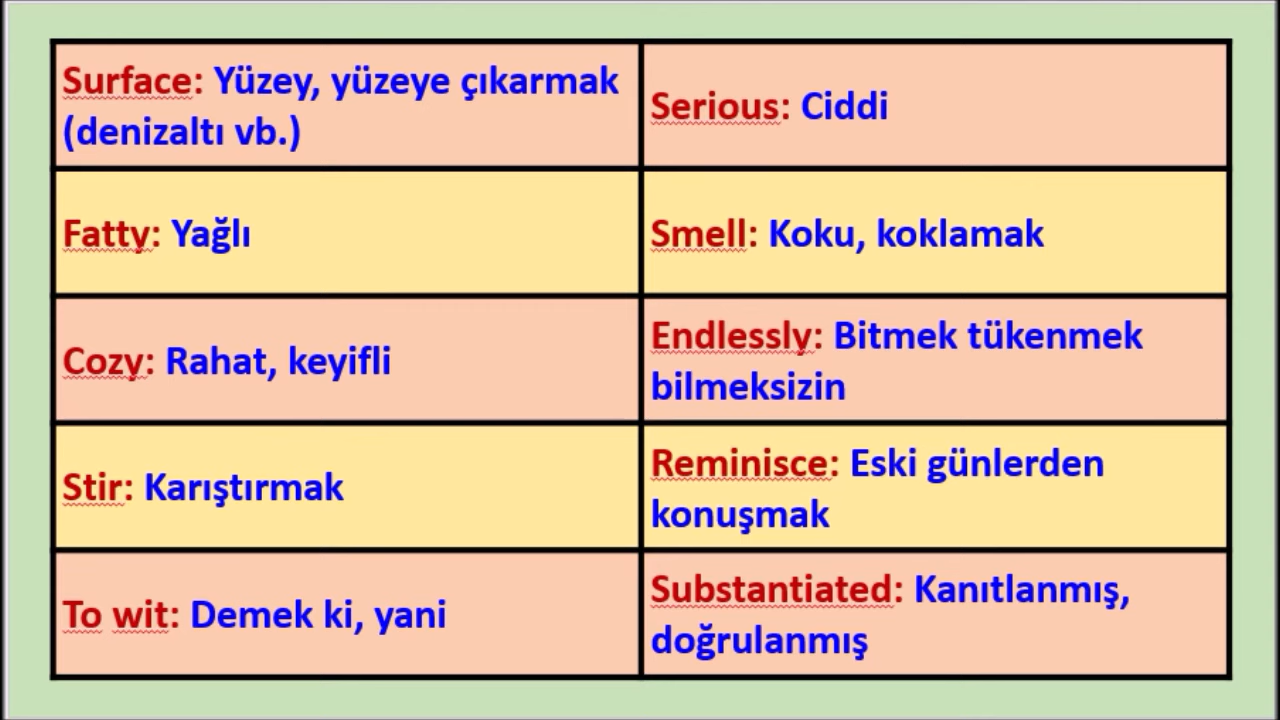 Surface: Yüzey, yüzeye çıkarmak
(denizaltı vb.)
Serious: Ciddi
Fatty: Yağlı
Smell: Koku, koklamak
Cozy: Rahat, keyifli
Endlessly: Bitmek tükenmek
bilmeksizin
Stir: Karıştırmak
Reminisce: Eski günlerden
konuşmak
To wit: Demek ki, yani
Substantiated: Kanıtlanmış,
doğrulanmış